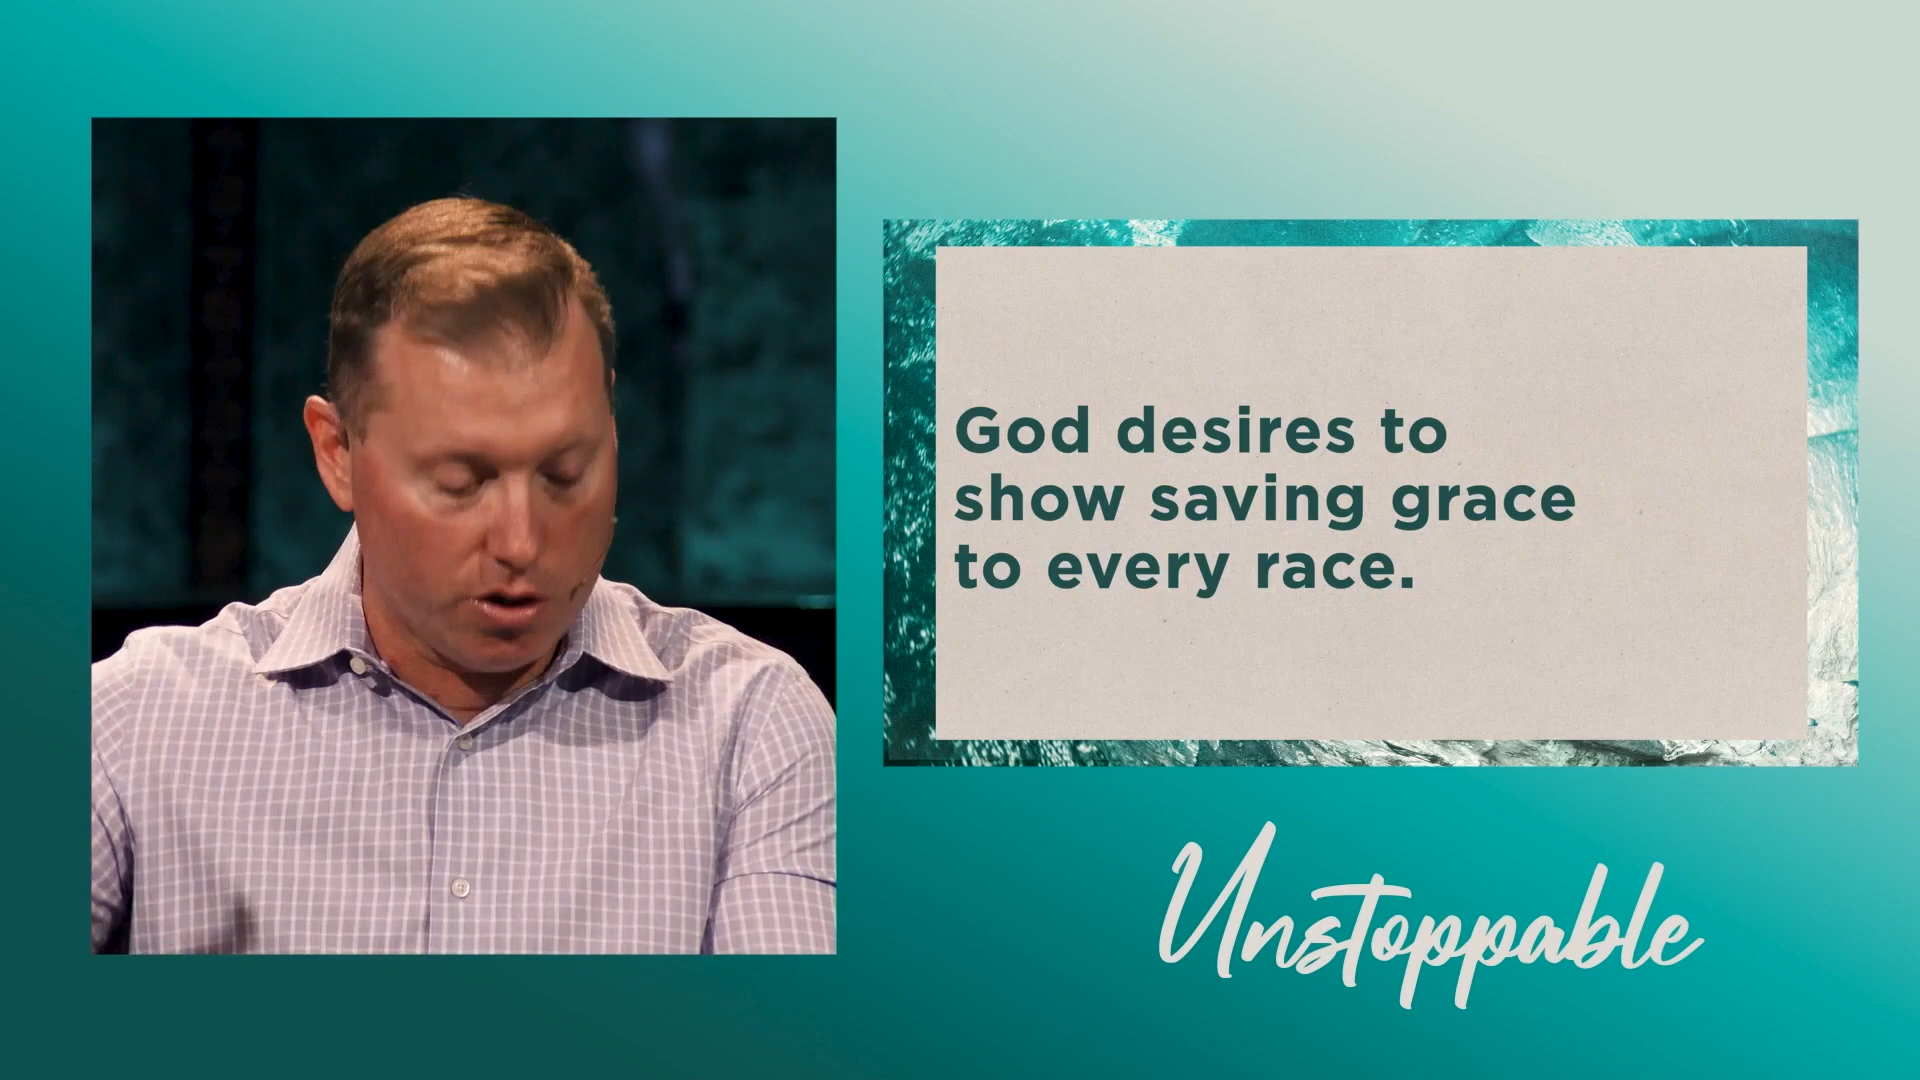 God desires to
show saving grace
to every race.
Unstoppable